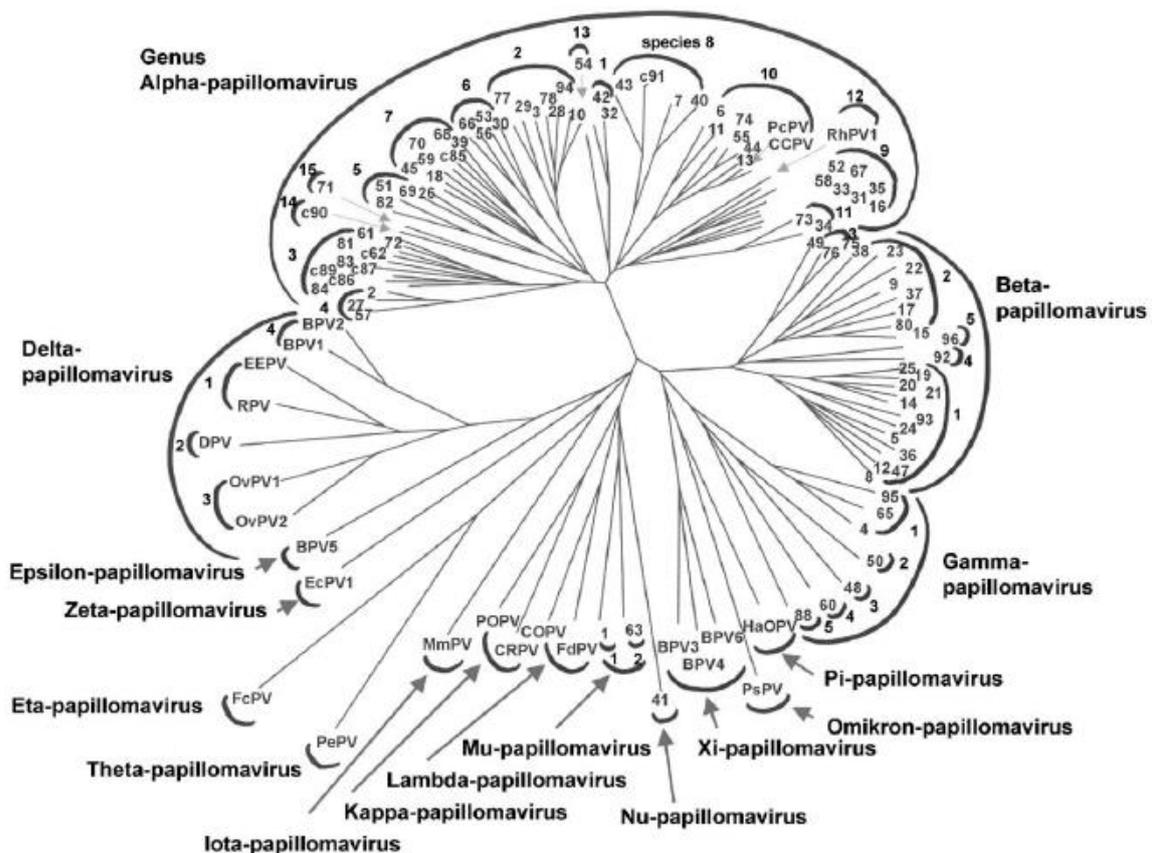 Genus
Alpha-papillomavirus
13
54
2
1
species 8
10
12
6
7
5
15
14
3
4
77
94
78
29
3
28
10
42
32
43
c91
7
40
6
11
74
55
44
13
PcPV
CCPV
RhPV1
9
52
67
58
33
31
35
16
11
73
34
53
30
66
56
68
39
c85
70
59
45
18
51
82
69
26
71
c90
61
72
81
c62
83
c87
c89
c86
84
2
27
57
Beta-
papillomavirus
3
49
75
76
38
23
22
2
9
37
17
80
15
5
96
92
4
25
19
20
21
14
93
1
24
5
36
12
47
8
Gamma-
papillomavirus
95
65
4
1
50
2
48
3
60
4
88
5
Delta-
papillomavirus
4
BPV2
BPV1
1
EEPV
RPV
2
DPV
3
OvPV1
OvPV2
Epsilon-papillomavirus
BPV5
Zeta-papillomavirus
EcPV1
Eta-papillomavirus
FcPV
Theta-papillomavirus
PePV
Iota-papillomavirus
MmPV
Kappa-papillomavirus
POPV
CRPV
Lambda-papillomavirus
COPV
FdPV
Mu-papillomavirus
1
63
1
2
Nu-papillomavirus
41
Xi-papillomavirus
BPV3
BPV4
BPV6
Omikron-papillomavirus
PsPV
Pi-papillomavirus
HaOPV